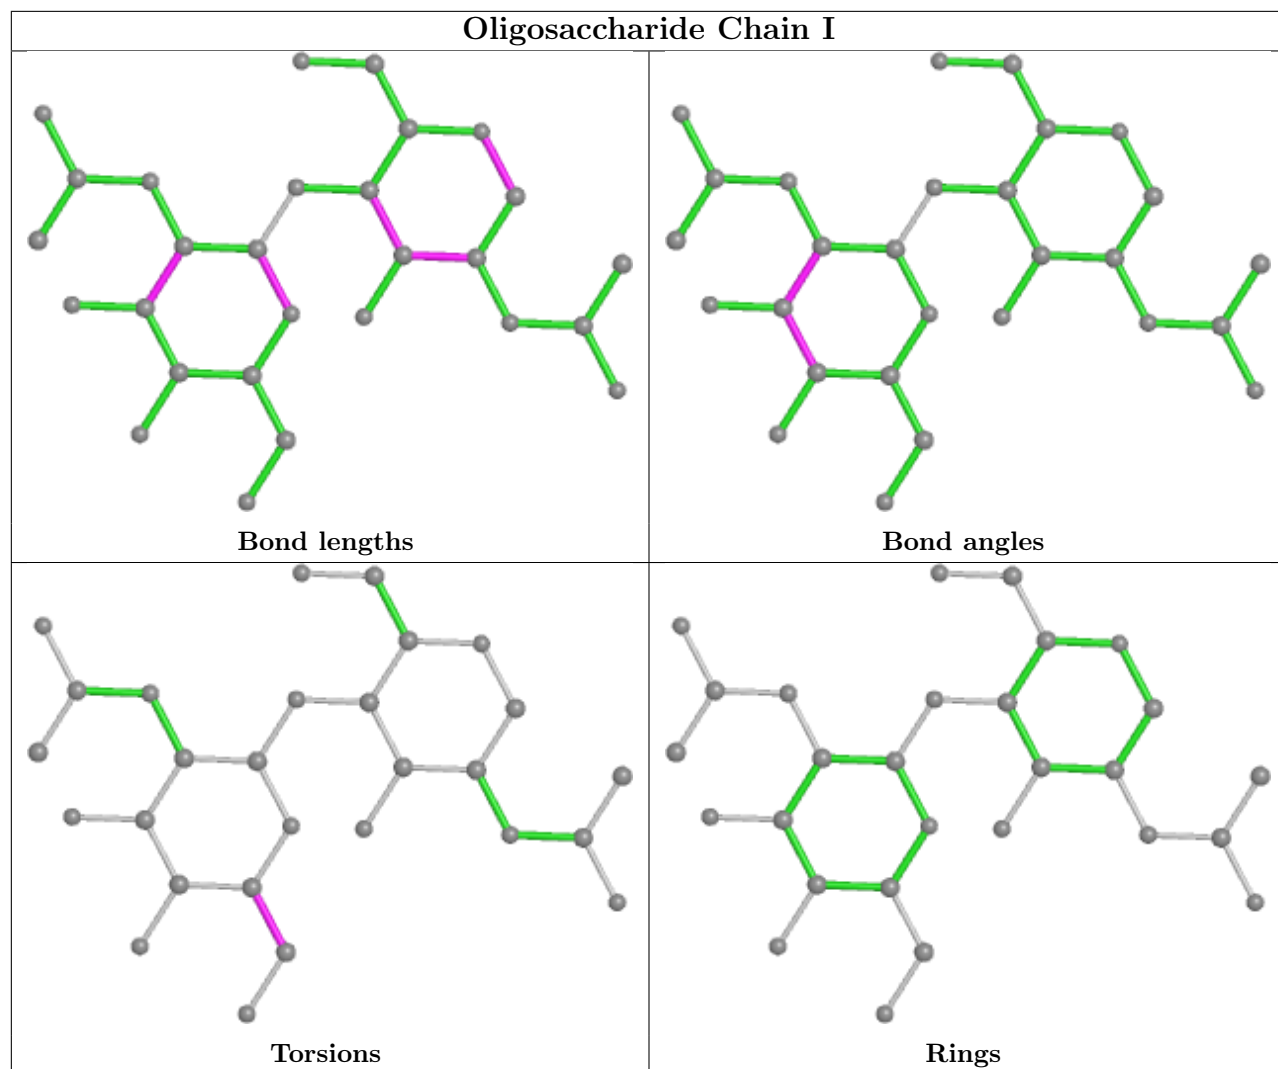 Oligosaccharide Chain I
Bond lengths
Bond angles
Torsions
Rings